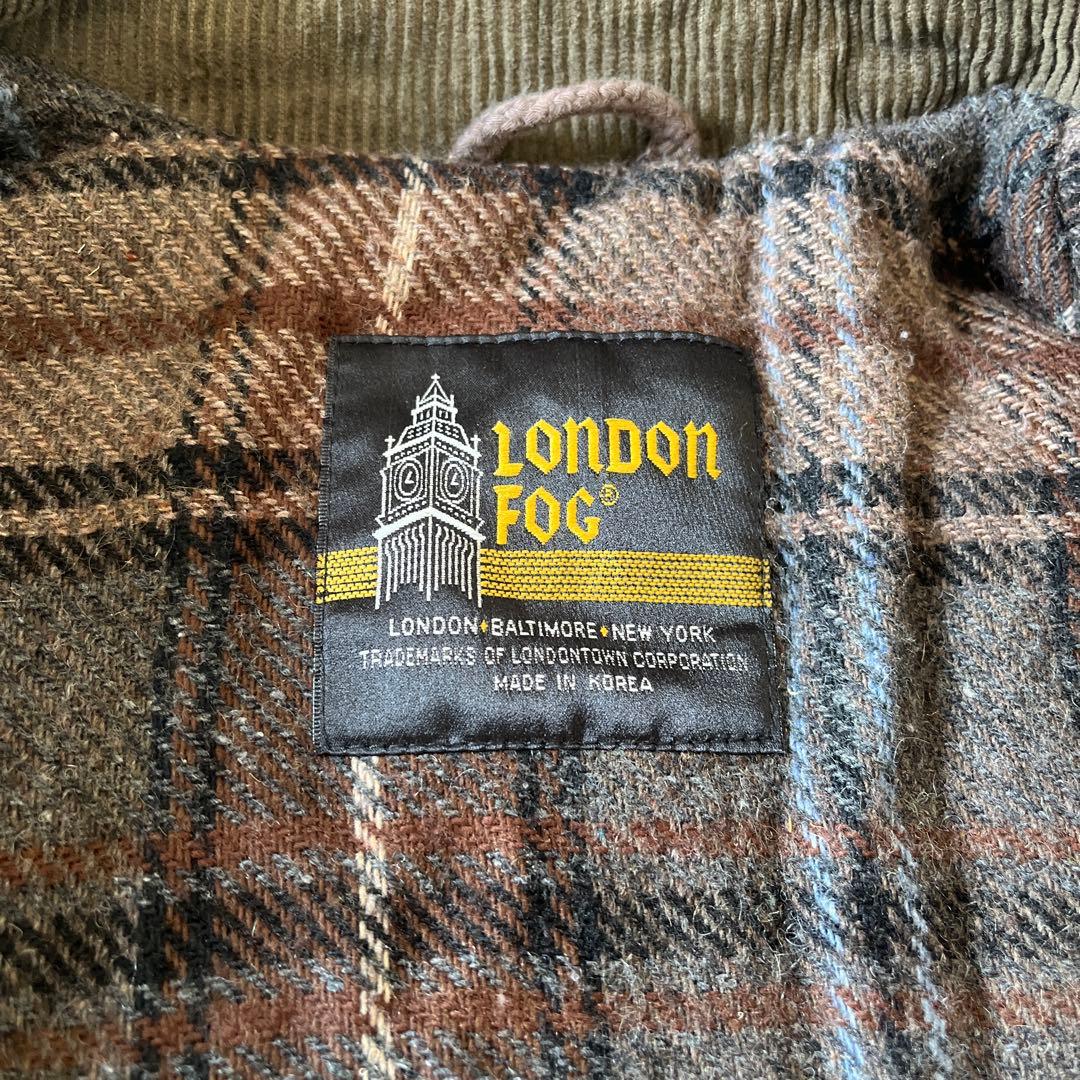 LONDON
FOG®
LONDON♦BALTIMORE♦NEW YORK
TRADEMARKS OF LONDONTOWN CORPORATION
MADE IN KOREA